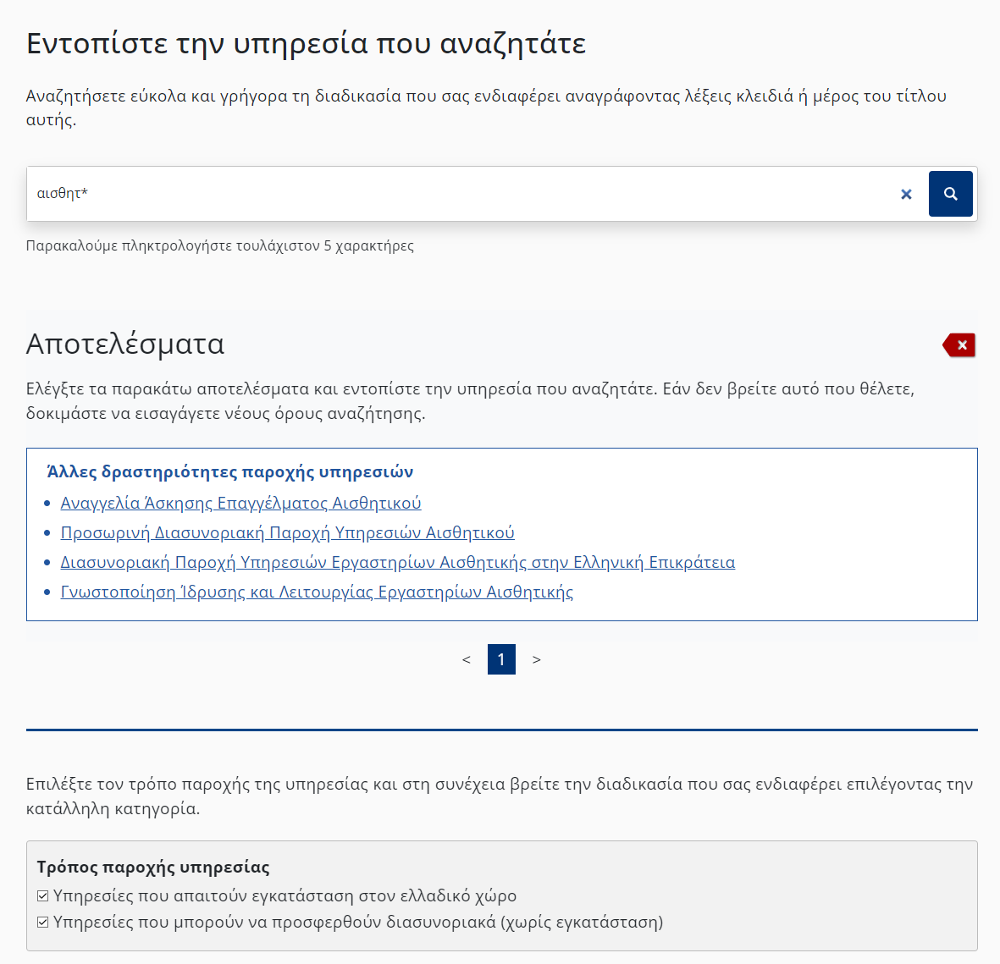 Εντοπίστε την υπηρεσία που αναζητάτε
Αναζητήσετε εύκολα και γρήγορα τη διαδικασία που σας ενδιαφέρει αναγράφοντας λέξεις κλειδιά ή μέρος του τίτλου
αυτής.
αισθητ*
Παρακαλούμε πληκτρολογήστε τουλάχιστον 5 χαρακτήρες
Αποτελέσματα
Ελέγξτε τα παρακάτω αποτελέσματα και εντοπίστε την υπηρεσία που αναζητάτε. Εάν δεν βρείτε αυτό που θέλετε,
δοκιμάστε να εισαγάγετε νέους όρους αναζήτησης.
Άλλες δραστηριότητες παροχής υπηρεσιών
Αναγγελία Άσκησης Επαγγέλματος Αισθητικού
Προσωρινή Διασυνοριακή Παροχή Υπηρεσιών Αισθητικού
Διασυνοριακή Παροχή Υπηρεσιών Εργαστηρίων Αισθητικής στην Ελληνική Επικράτεια
Γνωστοποίηση Ίδρυσης και Λειτουργίας Εργαστηρίων Αισθητικής
< 1 >
Επιλέξτε τον τρόπο παροχής της υπηρεσίας και στη συνέχεια βρείτε την διαδικασία που σας ενδιαφέρει επιλέγοντας την
κατάλληλη κατηγορία.
Τρόπος παροχής υπηρεσίας
Υπηρεσίες που απαιτούν εγκατάσταση στον ελλαδικό χώρο
Υπηρεσίες που μπορούν να προσφερθούν διασυνοριακά (χωρίς εγκατάσταση)